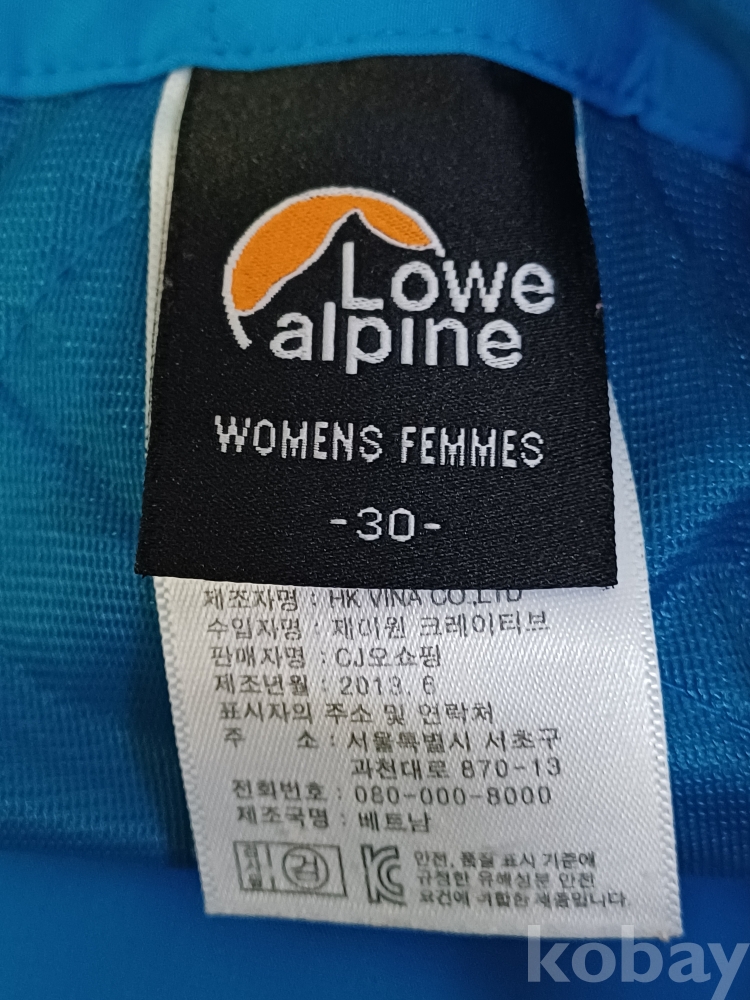 Lowe
alpine
WOMENS FEMMES
-30-
제조자명 : HK VINA CO.,LTD
수입자명 : 재이원 크레이티브
판매자명 : CJ오쇼핑
제조년월 : 2013. 6
표시자의 주소 및 연락처
주 소 : 서울특별시 서초구
과천대로 870-13
전화번호 : 080-000-8000
제조국명 : 베트남
검
안전, 품질 표시 기준에
규정한 유해성분 안전
요건에 적합한 제품입니다.
kobay